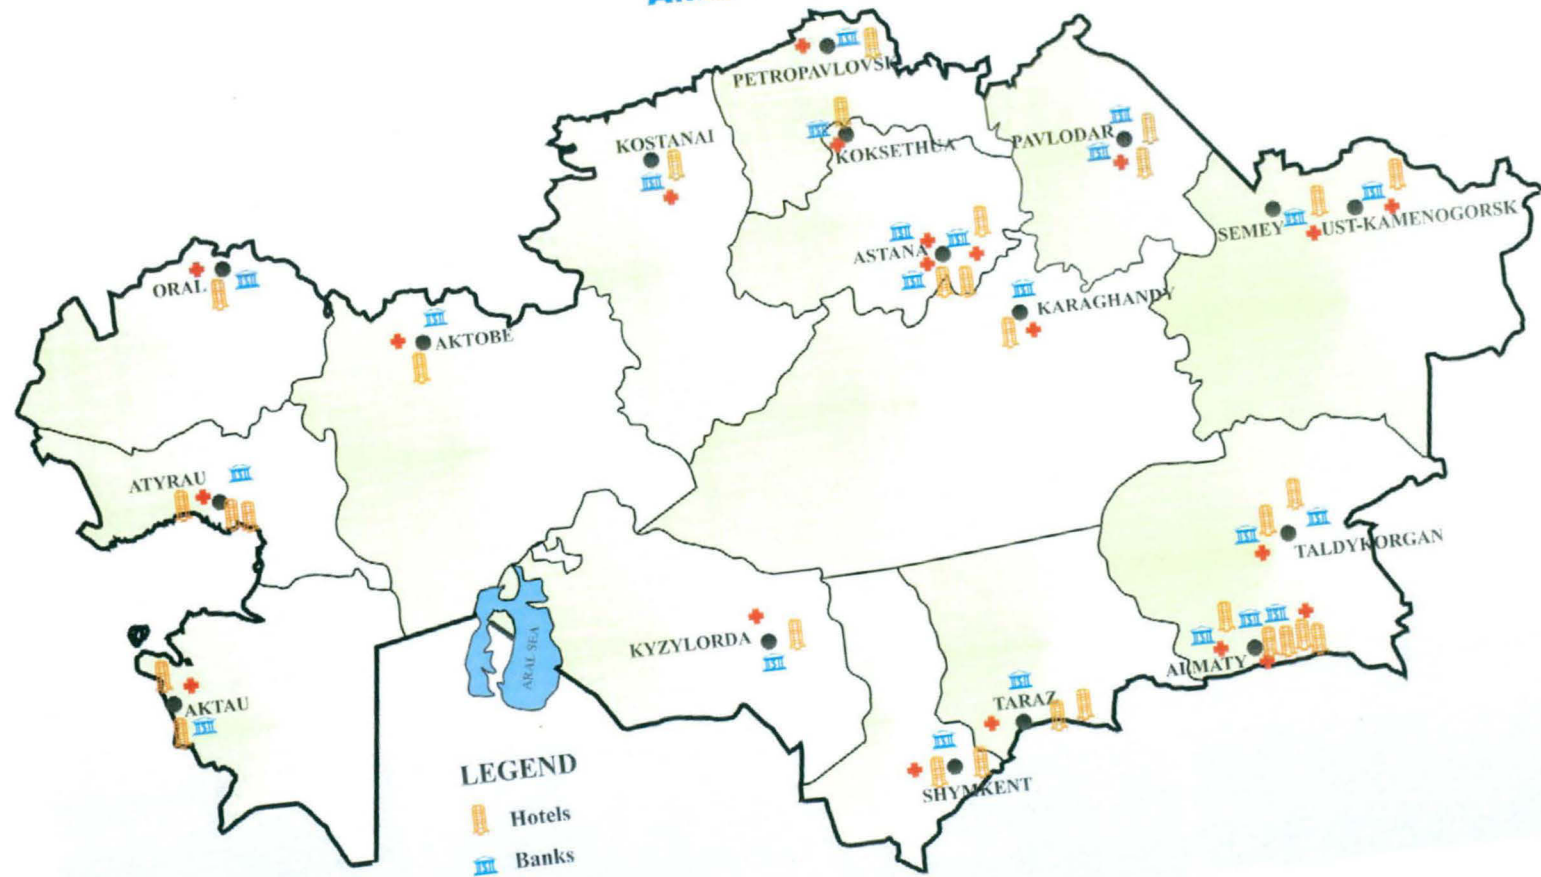 PETROPAVLOVSK
KOSTANAI
KOKSETHUA
PAVLODAR
SEMEY
UST-KAMENOGORSK
ASTANA
ORAL
KARAGHANDY
AKTOBE
ATYRAU
TALDYKORGAN
KYZYLORDA
ARAL SEA
ALMATY
AKTAU
TARAZ
SHYMKENT
LEGEND
Hotels
Banks